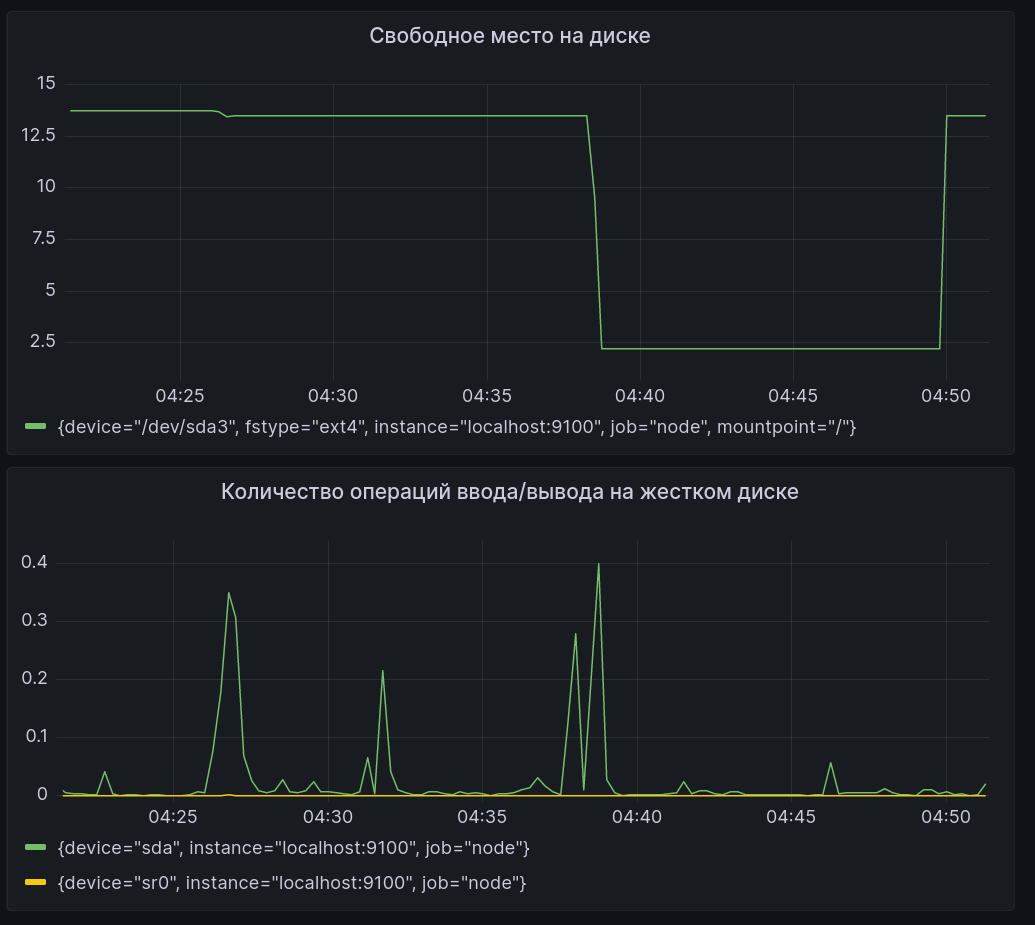 Свободное место на диске
15
12.5
10
7.5
5
2.5
04:25 04:30 04:35 04:40 04:45 04:50
{device="/dev/sda3", fstype="ext4", instance="localhost:9100", job="node", mountpoint="/"}
Количество операций ввода/вывода на жестком диске
0.4
0.3
0.2
0.1
0
04:25 04:30 04:35 04:40 04:45 04:50
{device="sda", instance="localhost:9100", job="node"}
{device="sr0", instance="localhost:9100", job="node"}